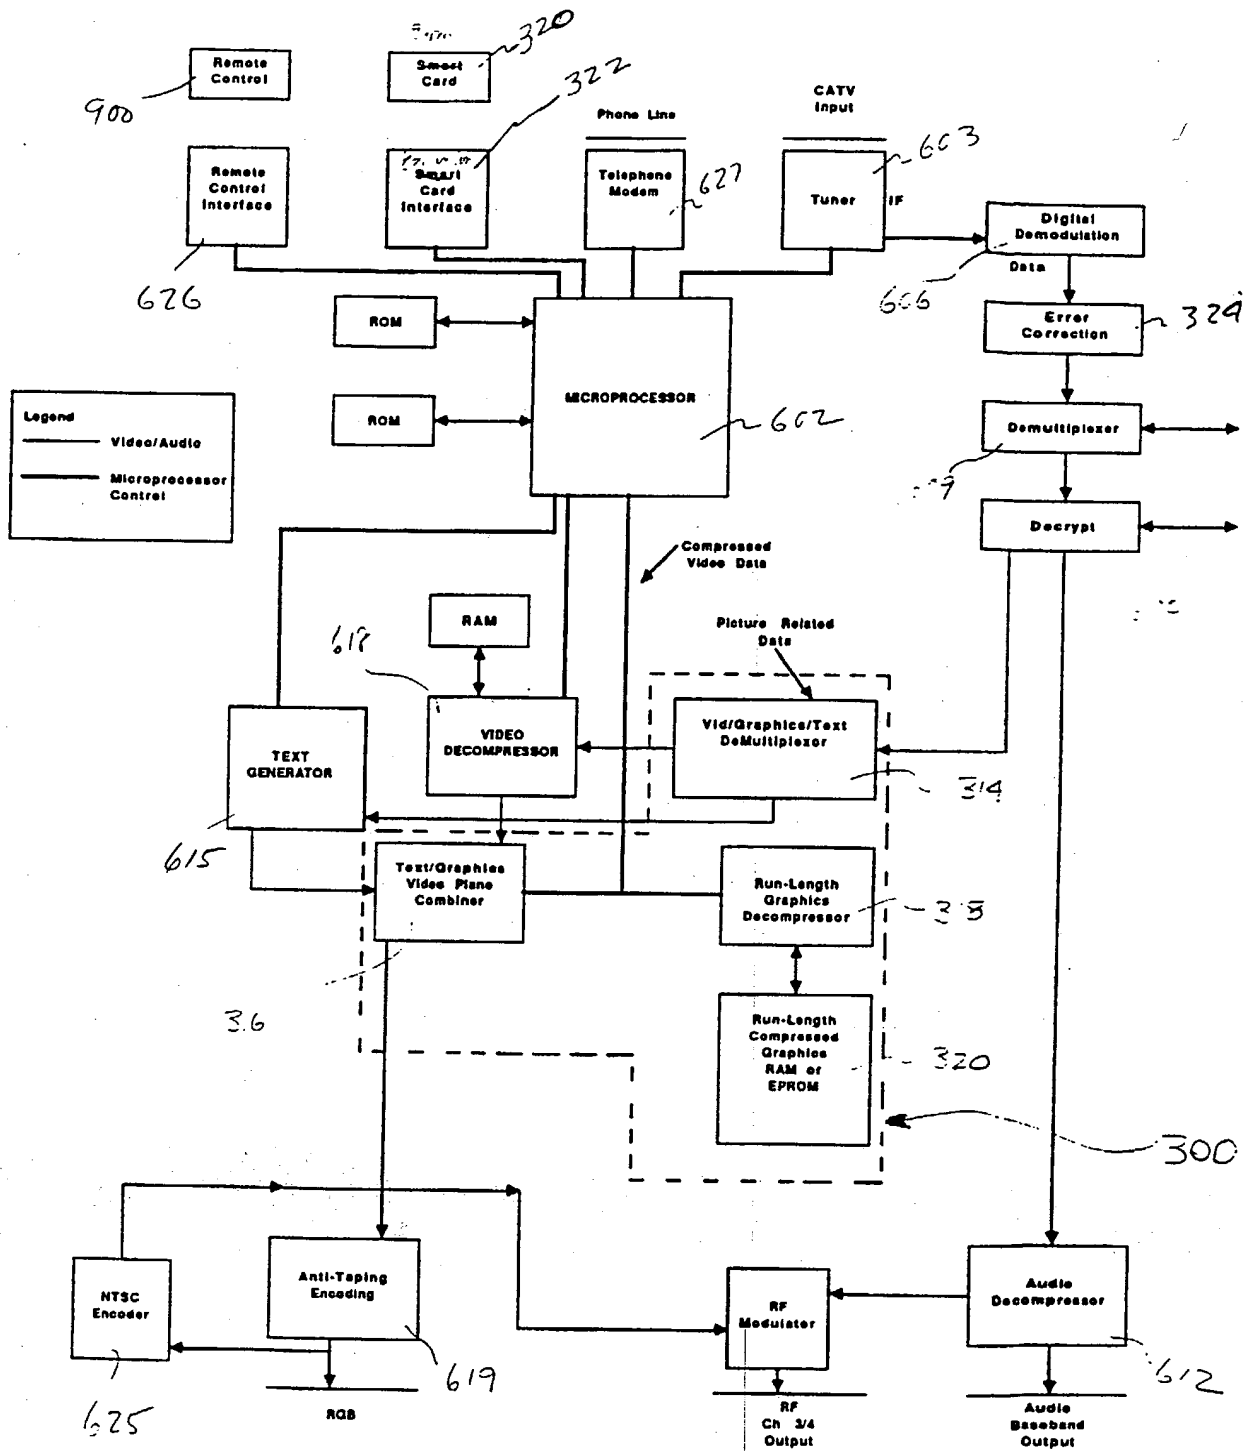 320
Remote
Control
Smart
Card
900
322
CATV
Input
Phone Line
603
Remote
Control
Interface
Smart
Card
Interface
Telephone
Modem
627
Tuner
IF
Digital
Demodulation
626
606
Data
ROM
Error
Correction
324
MICROPROCESSOR
602
ROM
Demultiplexer
Legend
Video/Audio
Microprocessor
Control
Decrypt
Compressed
Video Data
RAM
618
Picture Related
Data
Vid/Graphics/Text
DeMultiplexor
314
VIDEO
DECOMPRESSOR
TEXT
GENERATOR
615
Text/Graphics
Video Plane
Combiner
Run-Length
Graphics
Decompressor
Run-Length
Compressed
Graphics
RAM or
EPROM
320
300
NTSC
Encoder
Anti-Taping
Encoding
RF
Modulator
Audio
Decompressor
625
619
612
RGB
RF
Ch 3/4
Output
Audio
Baseband
Output